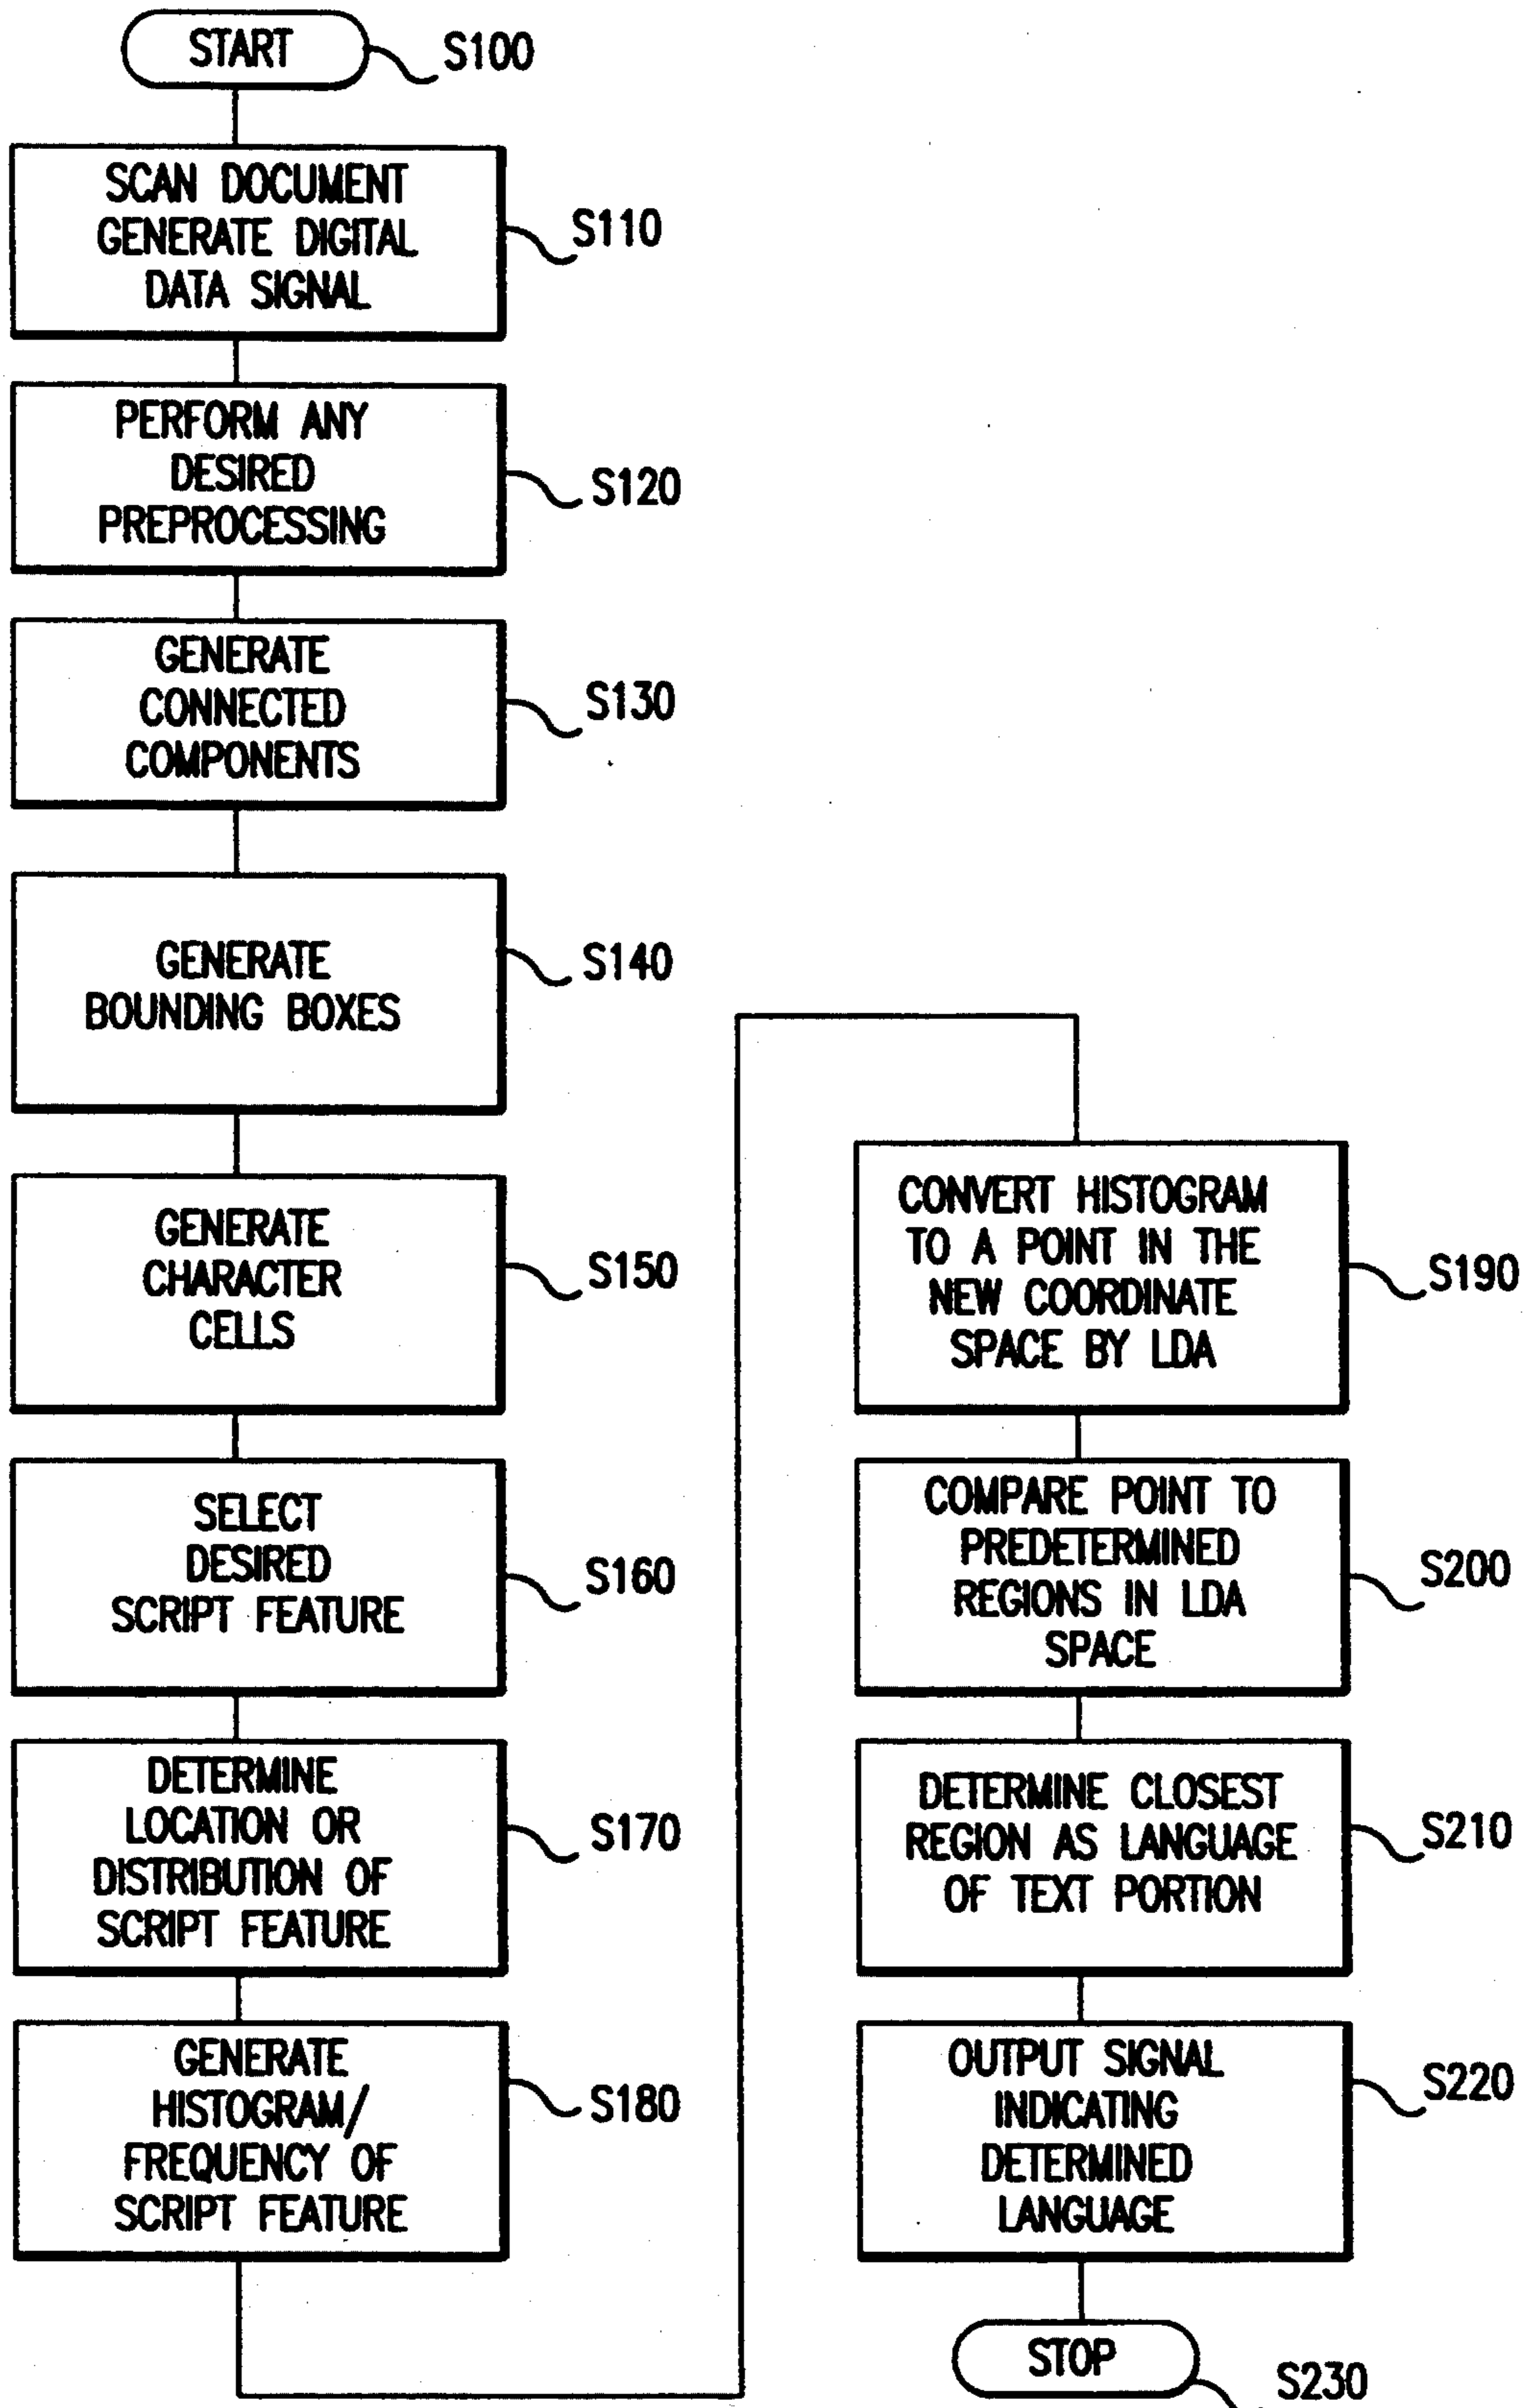 START
S100
SCAN DOCUMENT
GENERATE DIGITAL
DATA SIGNAL
S110
PERFORM ANY
DESIRED
PREPROCESSING
S120
GENERATE
CONNECTED
COMPONENTS
S130
GENERATE
BOUNDING BOXES
S140
GENERATE
CHARACTER
CELLS
S150
SELECT
DESIRED
SCRIPT FEATURE
S160
DETERMINE
LOCATION OR
DISTRIBUTION OF
SCRIPT FEATURE
S170
GENERATE
HISTOGRAM/
FREQUENCY OF
SCRIPT FEATURE
S180
CONVERT HISTOGRAM
TO A POINT IN THE
NEW COORDINATE
SPACE BY LDA
S190
COMPARE POINT TO
PREDETERMINED
REGIONS IN LDA
SPACE
S200
DETERMINE CLOSEST
REGION AS LANGUAGE
OF TEXT PORTION
S210
OUTPUT SIGNAL
INDICATING
DETERMINED
LANGUAGE
S220
STOP
S230